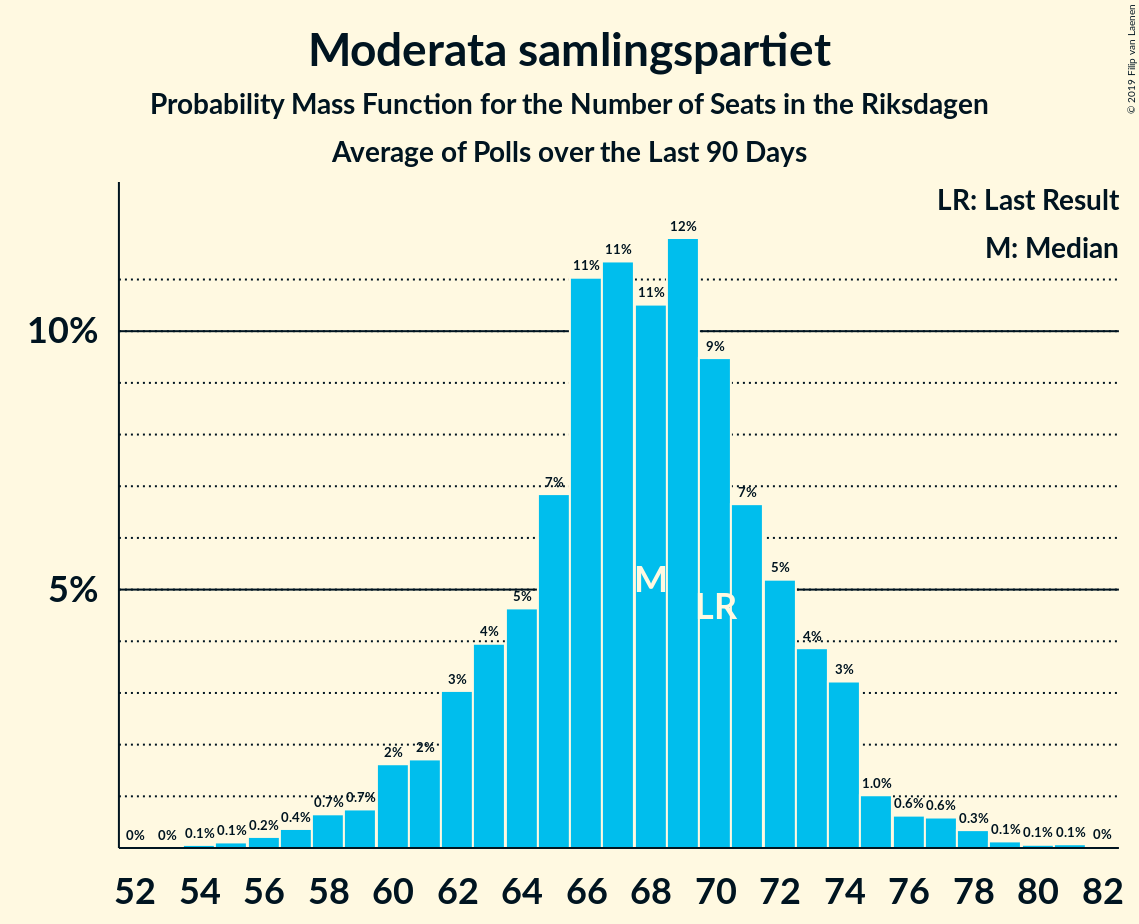 Moderata samlingspartiet
Probability Mass Function for the Number of Seats in the Riksdagen
Average of Polls over the Last 90 Days
© 2019 Filip van Laenen
LR: Last Result
M: Median
10%
5%
0% 0% 0.1% 0.1% 0.2% 0.4% 0.7% 0.7% 2% 2% 3% 4% 5% 7% 11% 11% 11% 12% 9% 7% 5% 4% 3% 1.0% 0.6% 0.6% 0.3% 0.1% 0.1% 0.1% 0%
M
LR
52 54 56 58 60 62 64 66 68 70 72 74 76 78 80 82